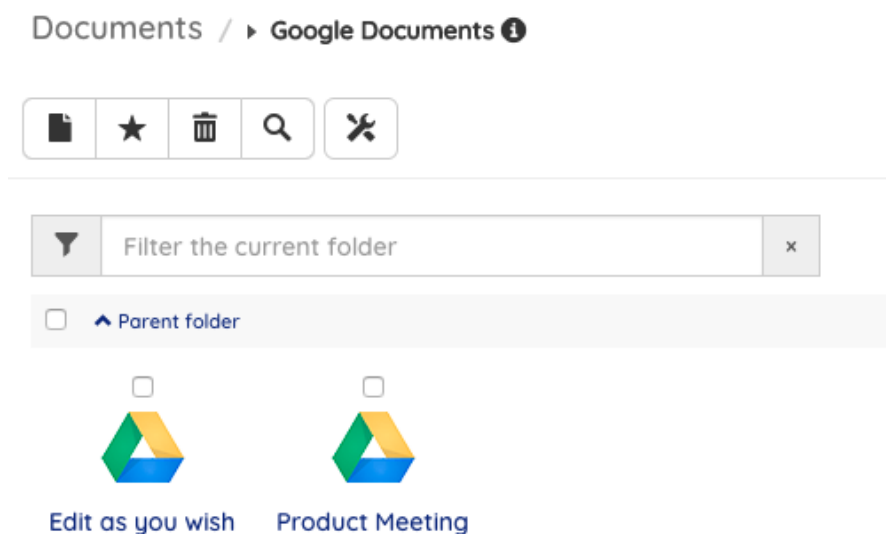 Documents / Google Documents
Filter the current folder ×
Parent folder
Edit as you wish Product Meeting